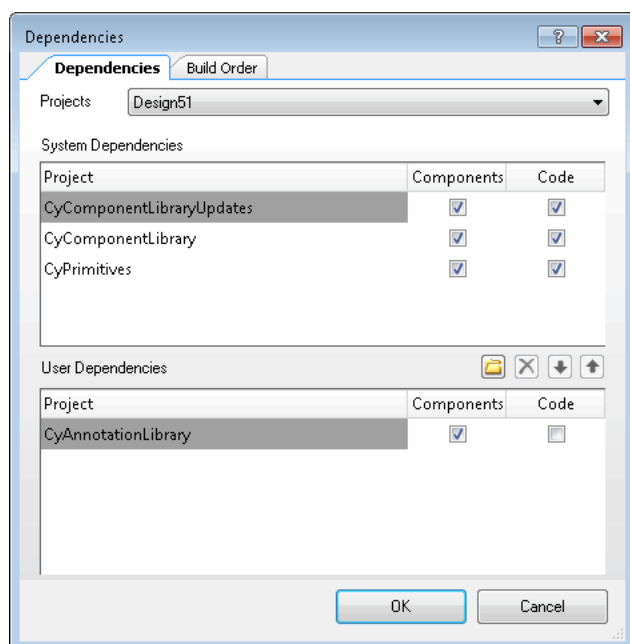 Dependencies
Dependencies Build Order
Projects Design51
System Dependencies
Project Components Code
CyComponentLibraryUpdates
CyComponentLibrary
CyPrimitives
User Dependencies
Project Components Code
CyAnnotationLibrary
OK Cancel